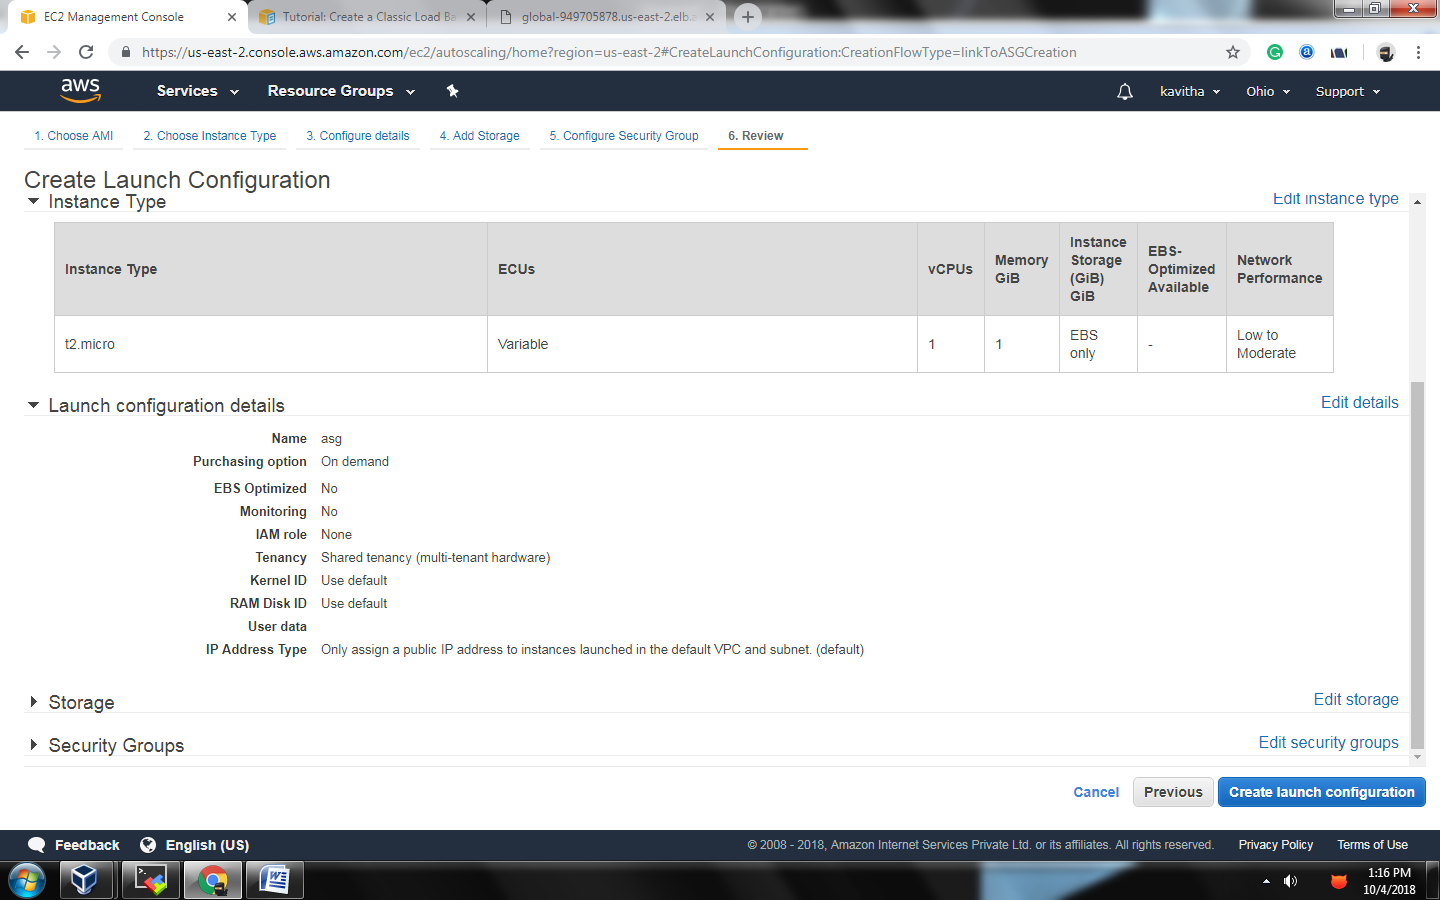 EC2 Management Console
Tutorial: Create a Classic Load Ba
global-949705878.us-east-2.elb.a
https://us-east-2.console.aws.amazon.com/ec2/autoscaling/home?region=us-east-2#CreateLaunchConfiguration:CreationFlowType=linkToASGCreation
aws
Services
Resource Groups
kavitha
Ohio
Support
1. Choose AMI
2. Choose Instance Type
3. Configure details
4. Add Storage
5. Configure Security Group
6. Review
Create Launch Configuration
Instance Type
Edit instance type
Instance Type
ECUs
vCPUs
Memory GiB
Instance Storage (GiB) GiB
EBS-Optimized Available
Network Performance
t2.micro
Variable
1
1
EBS only
-
Low to Moderate
Launch configuration details
Edit details
Name asg
Purchasing option On demand
EBS Optimized No
Monitoring No
IAM role None
Tenancy Shared tenancy (multi-tenant hardware)
Kernel ID Use default
RAM Disk ID Use default
User data
IP Address Type Only assign a public IP address to instances launched in the default VPC and subnet. (default)
Storage
Edit storage
Security Groups
Edit security groups
Cancel
Previous
Create launch configuration
Feedback
English (US)
© 2008 - 2018, Amazon Internet Services Private Ltd. or its affiliates. All rights reserved.
Privacy Policy
Terms of Use
1:16 PM
10/4/2018